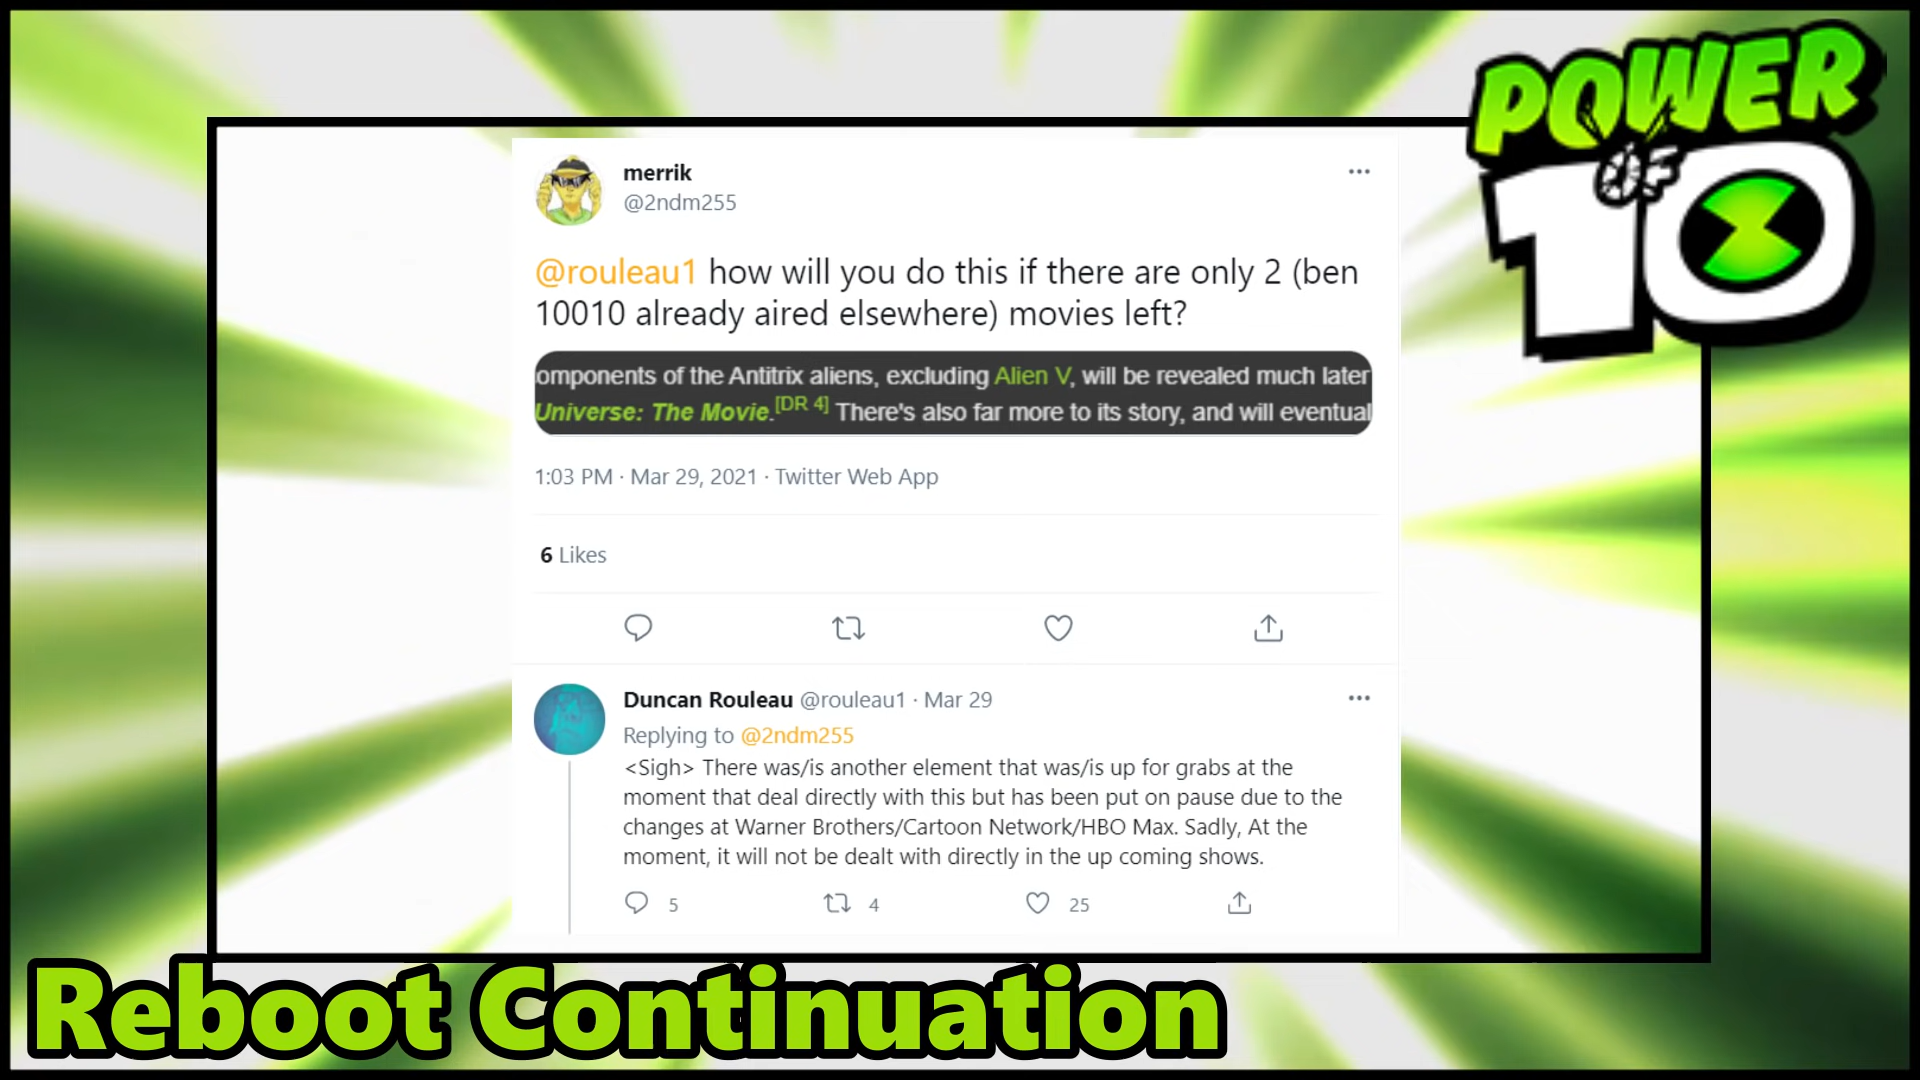 POWER
OF
10
merrik
@2ndm255
@rouleau1 how will you do this if there are only 2 (ben
10010 already aired elsewhere) movies left?
omponents of the Antitrix aliens, excluding Alien V, will be revealed much later
Universe: The Movie.[DR 4] There's also far more to its story, and will eventual
1:03 PM · Mar 29, 2021 · Twitter Web App
6 Likes
Duncan Rouleau @rouleau1 · Mar 29
Replying to @2ndm255
<Sigh> There was/is another element that was/is up for grabs at the
moment that deal directly with this but has been put on pause due to the
changes at Warner Brothers/Cartoon Network/HBO Max. Sadly, At the
moment, it will not be dealt with directly in the up coming shows.
5 4 25
Reboot Continuation